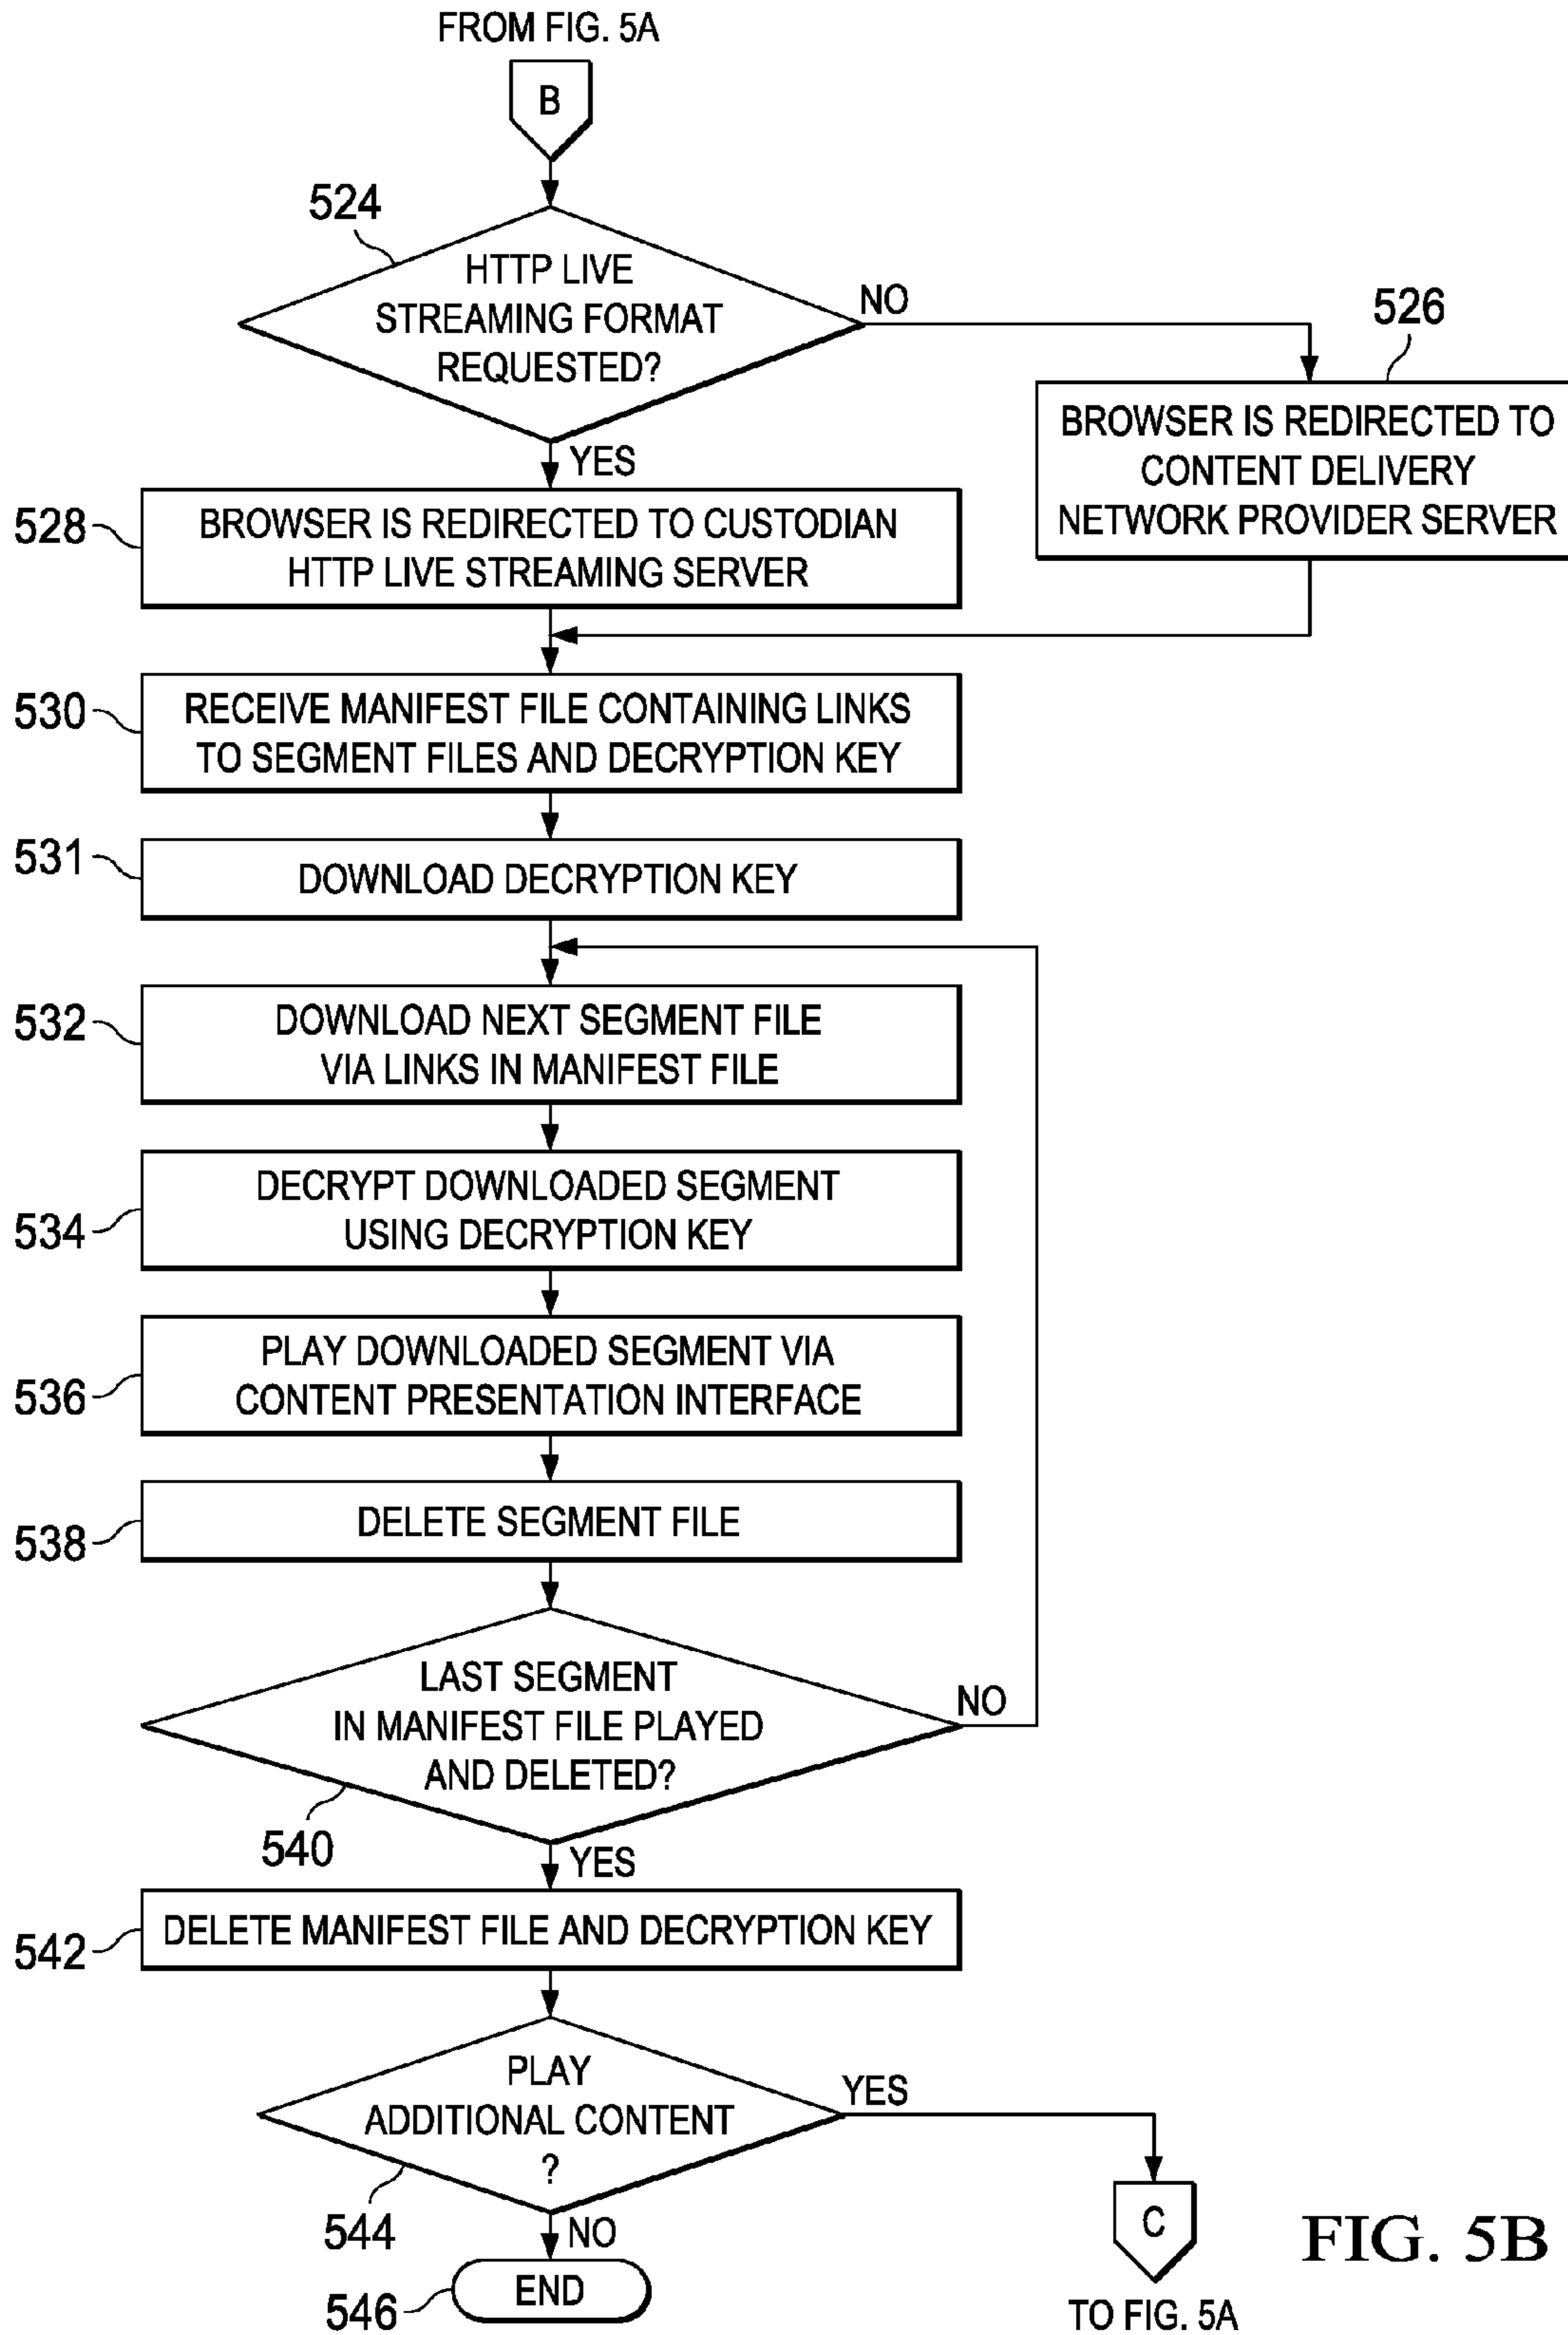 FROM FIG. 5A
B
524
HTTP LIVE
STREAMING FORMAT
REQUESTED?
NO
526
BROWSER IS REDIRECTED TO
CONTENT DELIVERY
NETWORK PROVIDER SERVER
YES
528
BROWSER IS REDIRECTED TO CUSTODIAN
HTTP LIVE STREAMING SERVER
530
RECEIVE MANIFEST FILE CONTAINING LINKS
TO SEGMENT FILES AND DECRYPTION KEY
531
DOWNLOAD DECRYPTION KEY
532
DOWNLOAD NEXT SEGMENT FILE
VIA LINKS IN MANIFEST FILE
534
DECRYPT DOWNLOADED SEGMENT
USING DECRYPTION KEY
536
PLAY DOWNLOADED SEGMENT VIA
CONTENT PRESENTATION INTERFACE
538
DELETE SEGMENT FILE
LAST SEGMENT
IN MANIFEST FILE PLAYED
AND DELETED?
NO
540
YES
542
DELETE MANIFEST FILE AND DECRYPTION KEY
PLAY
ADDITIONAL CONTENT
?
YES
544
NO
C
FIG. 5B
546
END
TO FIG. 5A